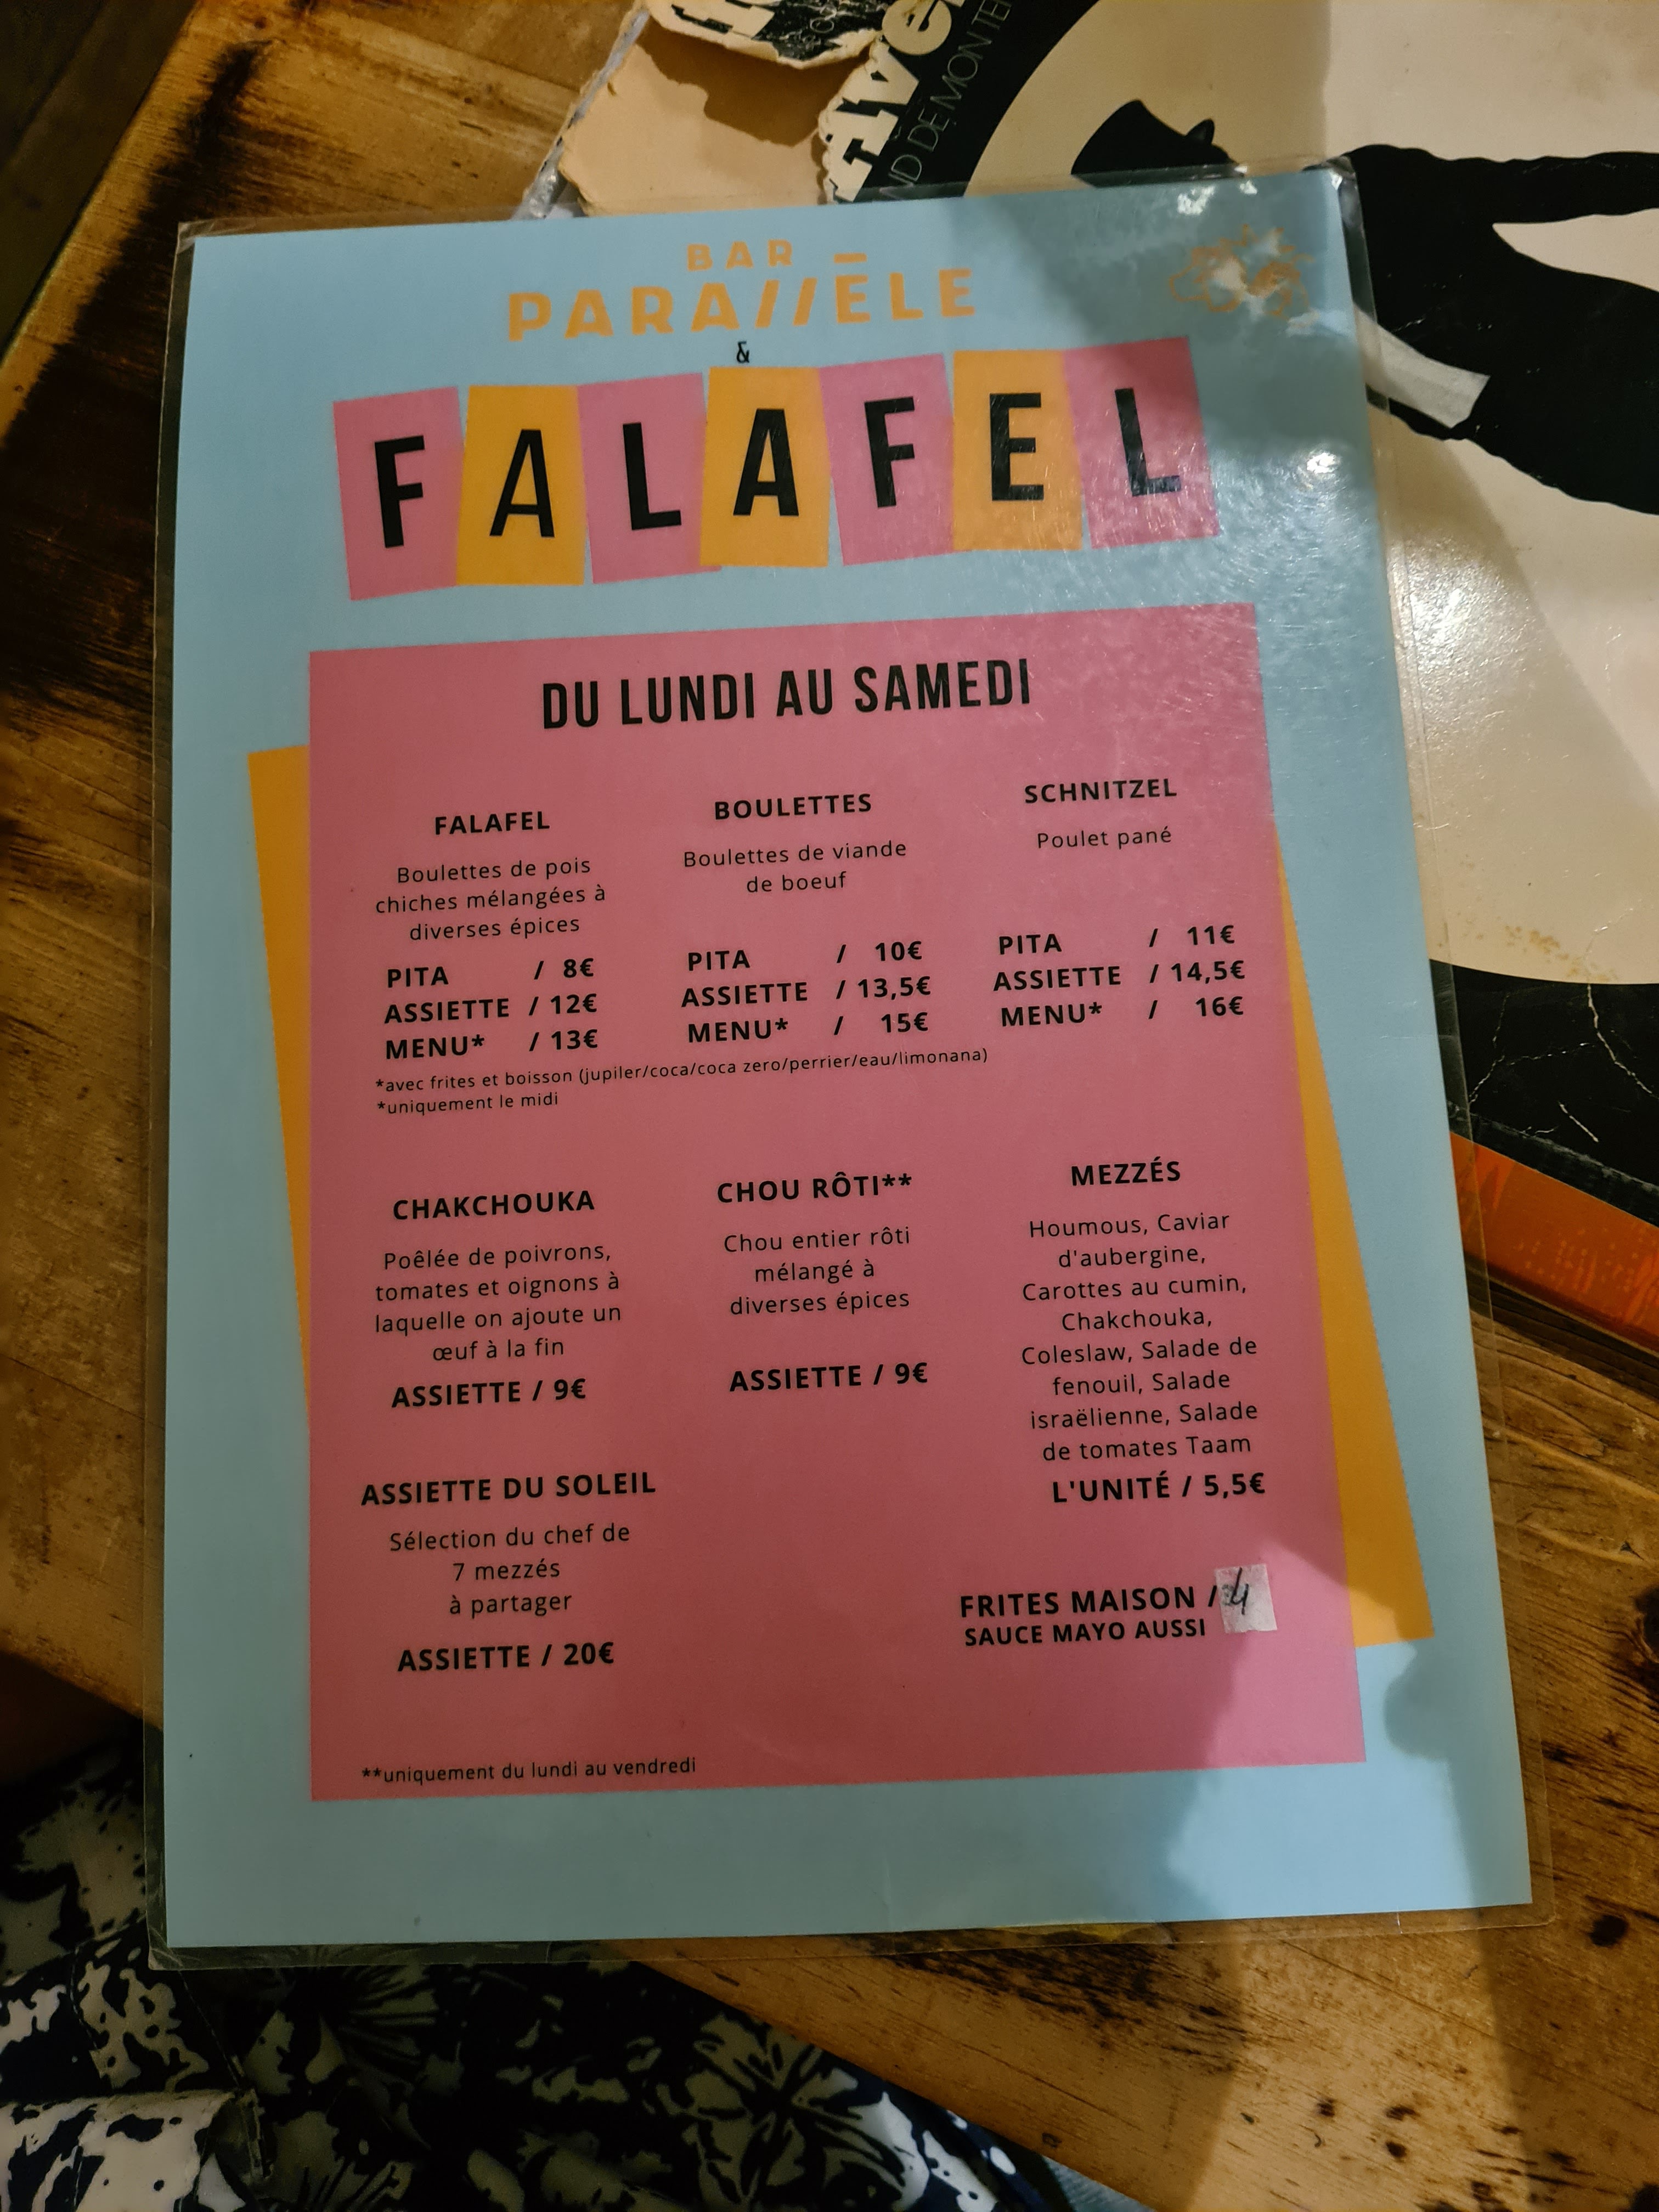 ND DE MONTE
BAR
PARALLÈLE
&
FALAFEL
DU LUNDI AU SAMEDI
FALAFEL
Boulettes de pois
chiches mélangées à
diverses épices
PITA / 8€
ASSIETTE / 12€
MENU* / 13€
BOULETTES
Boulettes de viande
de boeuf
PITA / 10€
ASSIETTE / 13,5€
MENU* / 15€
SCHNITZEL
Poulet pané
PITA / 11€
ASSIETTE / 14,5€
MENU* / 16€
*avec frites et boisson (jupiler/coca/coca zero/perrier/eau/limonana)
*uniquement le midi
CHAKCHOUKA
Poêlée de poivrons,
tomates et oignons à
laquelle on ajoute un
œuf à la fin
ASSIETTE / 9€
CHOU RÔTI**
Chou entier rôti
mélangé à
diverses épices
ASSIETTE / 9€
MEZZÉS
Houmous, Caviar
d'aubergine,
Carottes au cumin,
Chakchouka,
Coleslaw, Salade de
fenouil, Salade
israëlienne, Salade
de tomates Taam
L'UNITÉ / 5,5€
ASSIETTE DU SOLEIL
Sélection du chef de
7 mezzés
à partager
ASSIETTE / 20€
FRITES MAISON / 4
SAUCE MAYO AUSSI
**uniquement du lundi au vendredi